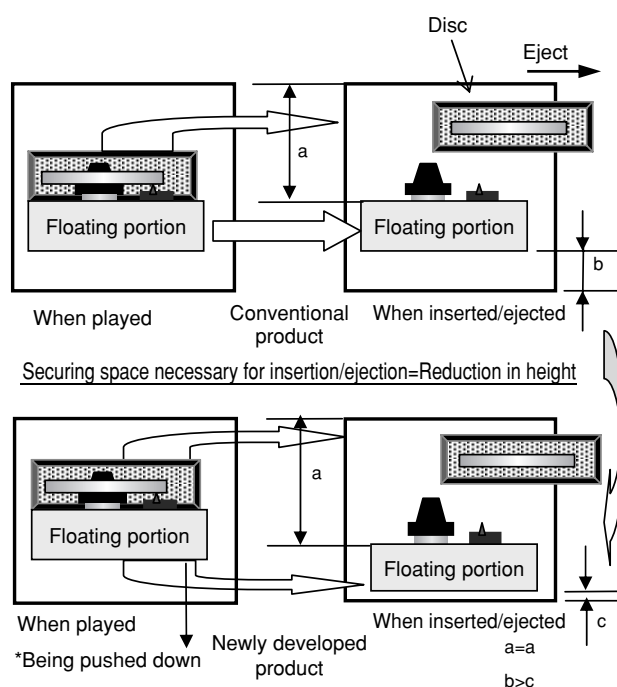 Disc
Eject
a
Floating portion
Floating portion
b
When played
Conventional
product
When inserted/ejected
Securing space necessary for insertion/ejection=Reduction in height
a
Floating portion
Floating portion
c
When played
*Being pushed down
Newly developed
product
When inserted/ejected
a=a
b>c